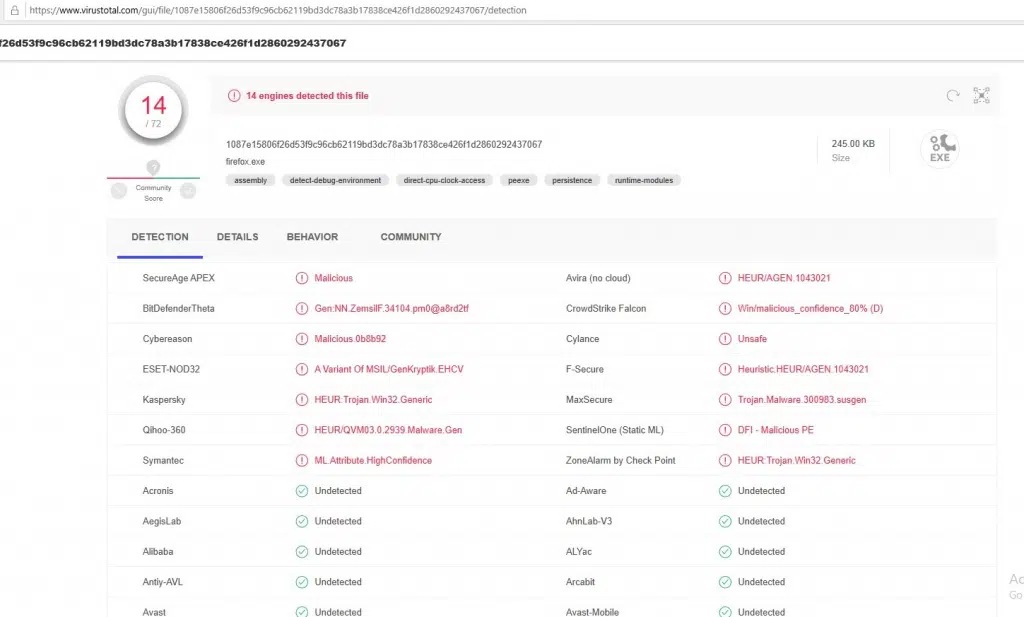 https://www.virustotal.com/gui/file/1087e15806f26d53f9c96cb62119bd3dc78a3b17838ce426f1d2860292437067/detection
f26d53f9c96cb62119bd3dc78a3b17838ce426f1d2860292437067
14
/ 72
14 engines detected this file
1087e15806f26d53f9c96cb62119bd3dc78a3b17838ce426f1d2860292437067
firefox.exe
245.00 KB
Size
EXE
?
Community
Score
assembly detect-debug-environment direct-cpu-clock-access peexe persistence runtime-modules
DETECTION DETAILS BEHAVIOR COMMUNITY
SecureAge APEX Malicious Avira (no cloud) HEUR/AGEN.1043021
BitDefenderTheta Gen:NN.ZemsilF.34104.pm0@a8rd2tf CrowdStrike Falcon Win/malicious_confidence_80% (D)
Cybereason Malicious.0b8b92 Cylance Unsafe
ESET-NOD32 A Variant Of MSIL/GenKryptik.EHCV F-Secure Heuristic.HEUR/AGEN.1043021
Kaspersky HEUR:Trojan.Win32.Generic MaxSecure Trojan.Malware.300983.susgen
Qihoo-360 HEUR/QVM03.0.2939.Malware.Gen SentinelOne (Static ML) DFI - Malicious PE
Symantec ML.Attribute.HighConfidence ZoneAlarm by Check Point HEUR:Trojan.Win32.Generic
Acronis Undetected Ad-Aware Undetected
AegisLab Undetected AhnLab-V3 Undetected
Alibaba Undetected ALYac Undetected
Antiy-AVL Undetected Arcabit Undetected
Avast Undetected Avast-Mobile Undetected
Ac
Go